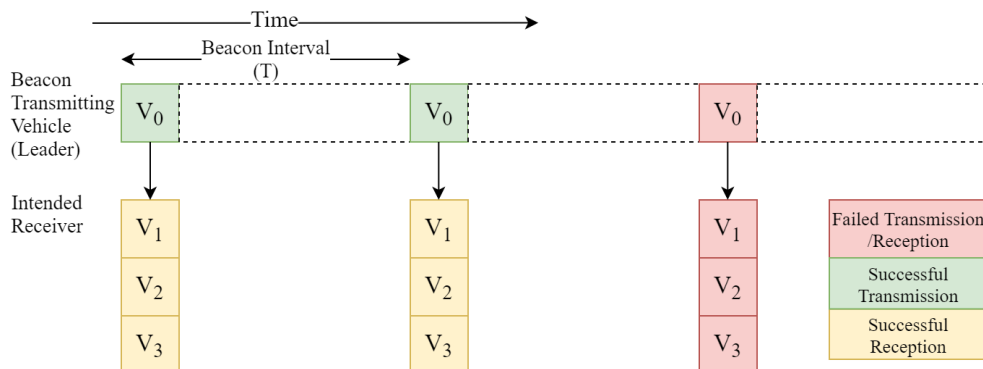 Time
Beacon Interval
(T)
Beacon
Transmitting
Vehicle
(Leader)
V0
V0
V0
Intended
Receiver
V1
V1
V1
V2
V2
V2
V3
V3
V3
Failed Transmission
/Reception
Successful
Transmission
Successful
Reception